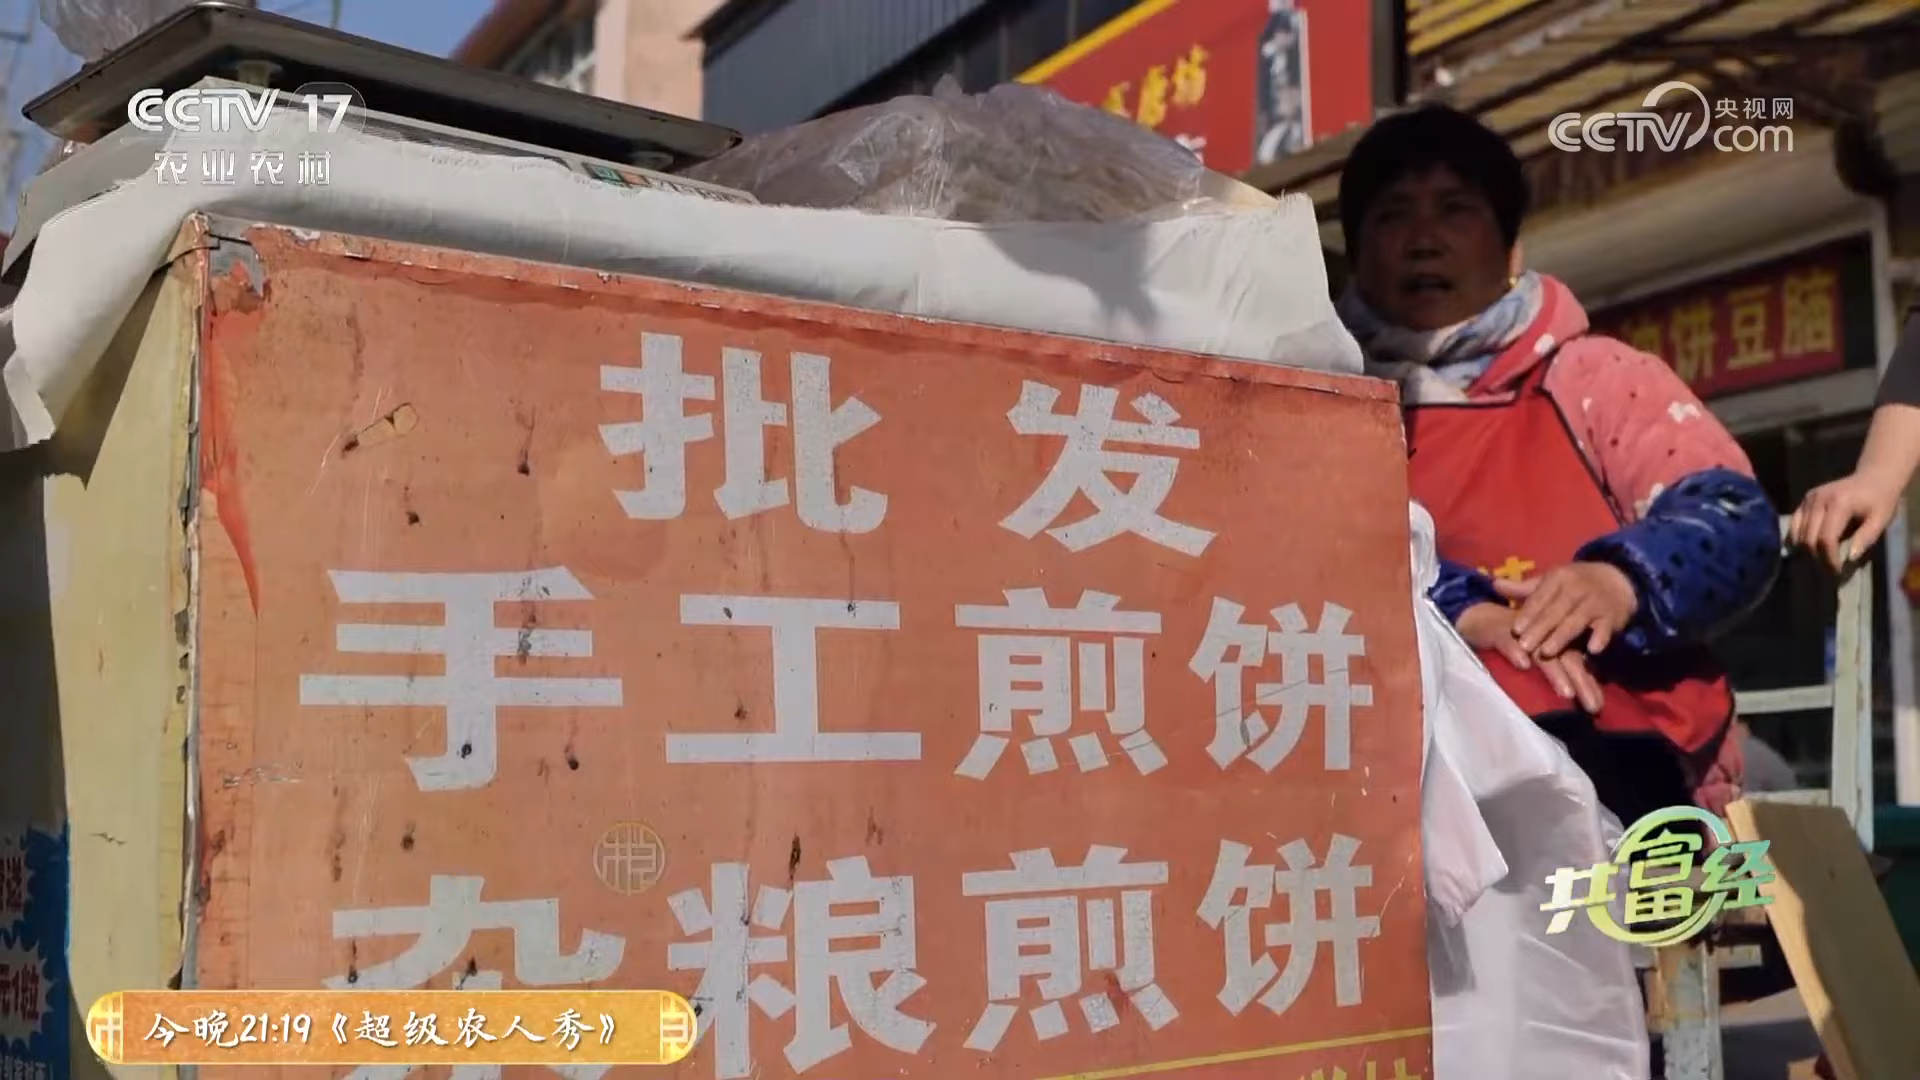 CCTV 17
农业农村
央视网
CCTV.com
饼豆脑
批发
手工煎饼
杂粮煎饼
共富经
今晚21:19《超级农人秀》